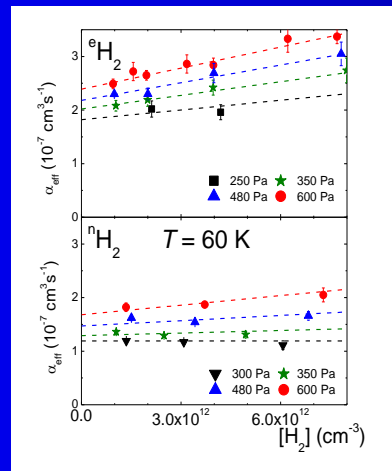 ᵉH₂
3
2
1
0
α_eff (10⁻⁷ cm³s⁻¹)
250 Pa 350 Pa
480 Pa 600 Pa
ⁿH₂ T = 60 K
3
2
1
0
α_eff (10⁻⁷ cm³s⁻¹)
300 Pa 350 Pa
480 Pa 600 Pa
0.0 3.0x10¹² 6.0x10¹²
[H₂] (cm⁻³)